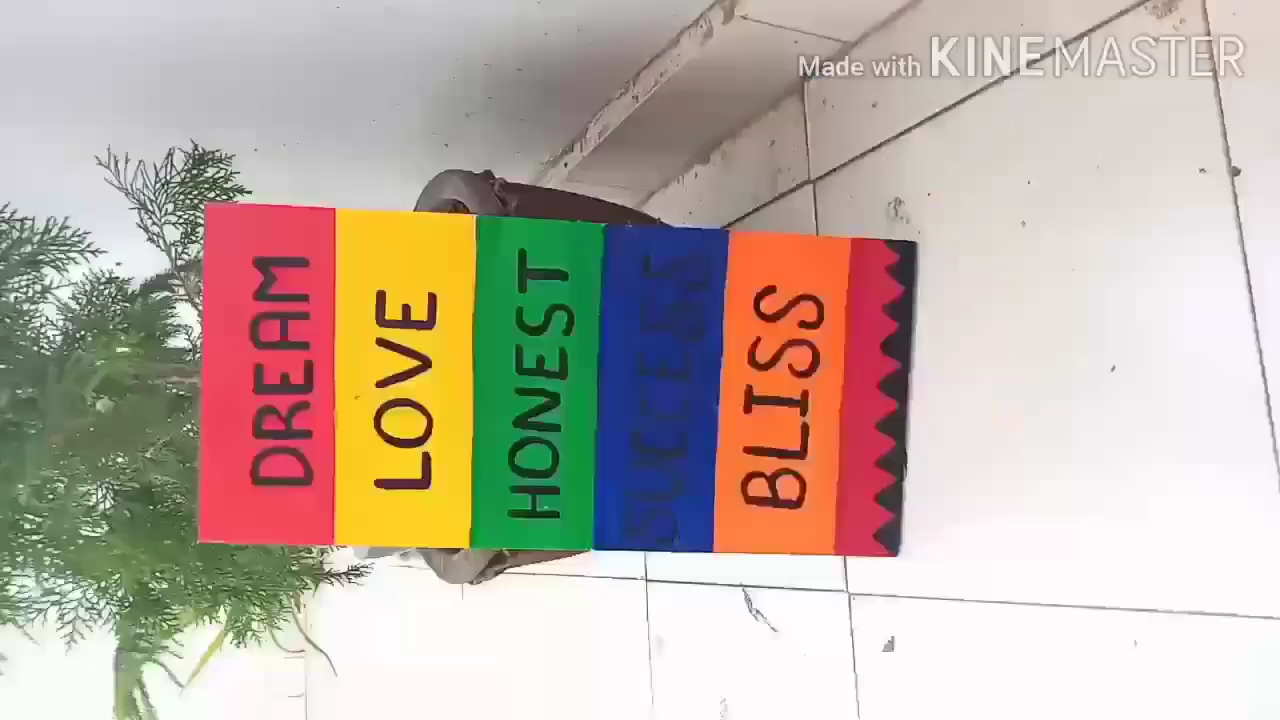 Made with KINEMASTER
DREAM
LOVE
HONEST
SUCCESS
BLISS